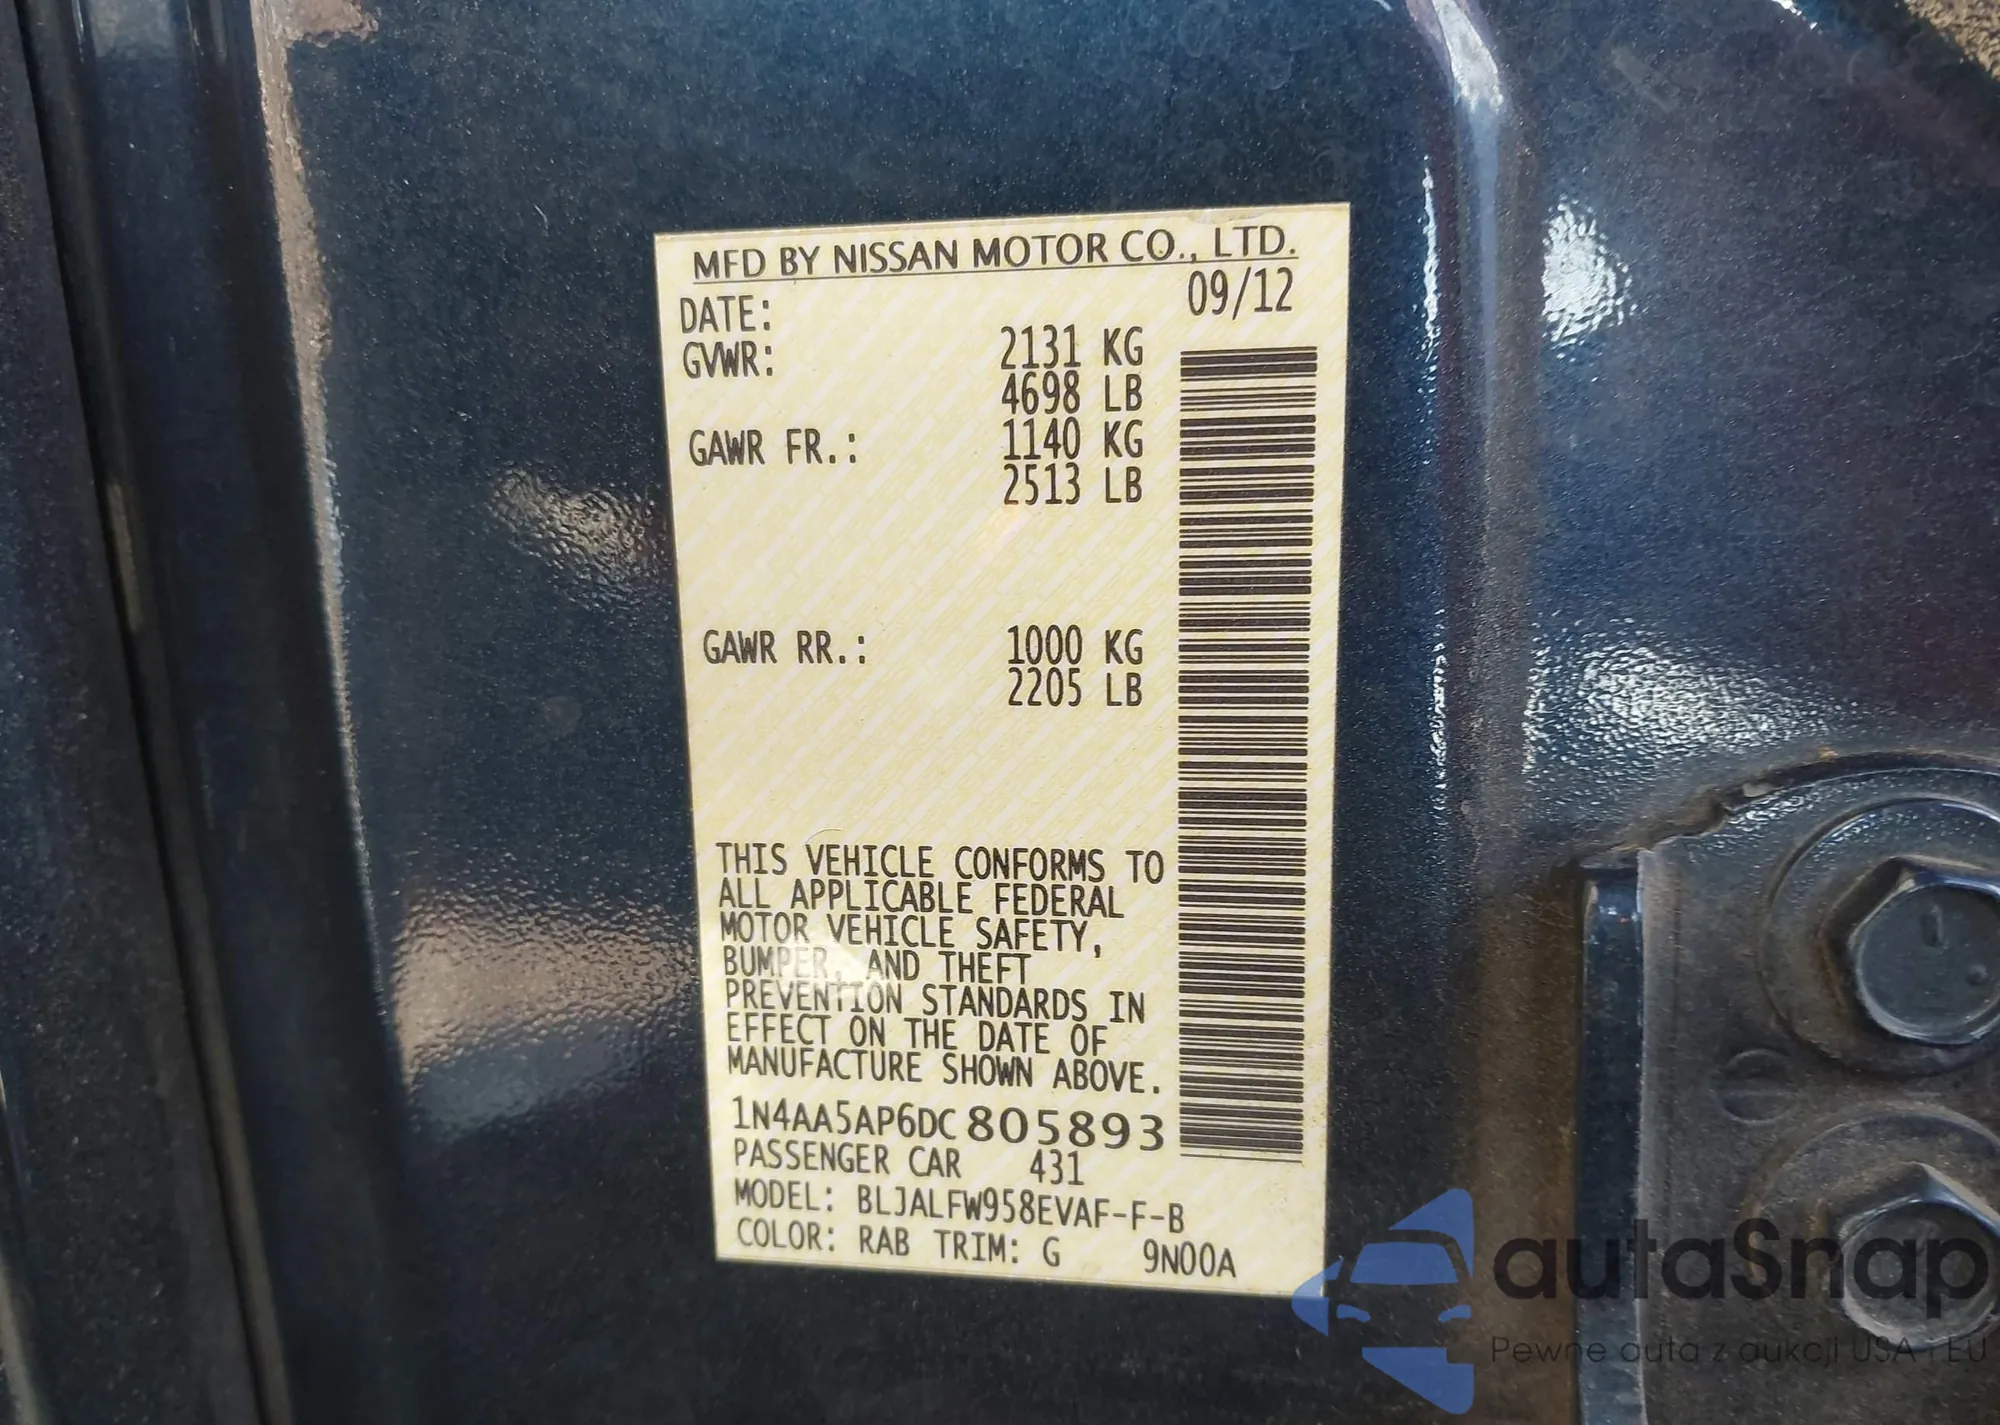 MFD BY NISSAN MOTOR CO., LTD.
DATE: 09/12
GVWR: 2131 KG
4698 LB
GAWR FR.: 1140 KG
2513 LB
GAWR RR.: 1000 KG
2205 LB
THIS VEHICLE CONFORMS TO
ALL APPLICABLE FEDERAL
MOTOR VEHICLE SAFETY,
BUMPER, AND THEFT
PREVENTION STANDARDS IN
EFFECT ON THE DATE OF
MANUFACTURE SHOWN ABOVE.
1N4AA5AP6DC805893
PASSENGER CAR 431
MODEL: BLJALFW958EVAF-F-B
COLOR: RAB TRIM: G 9N00A
autaSnap
Pewne auta z aukcji USA i EU